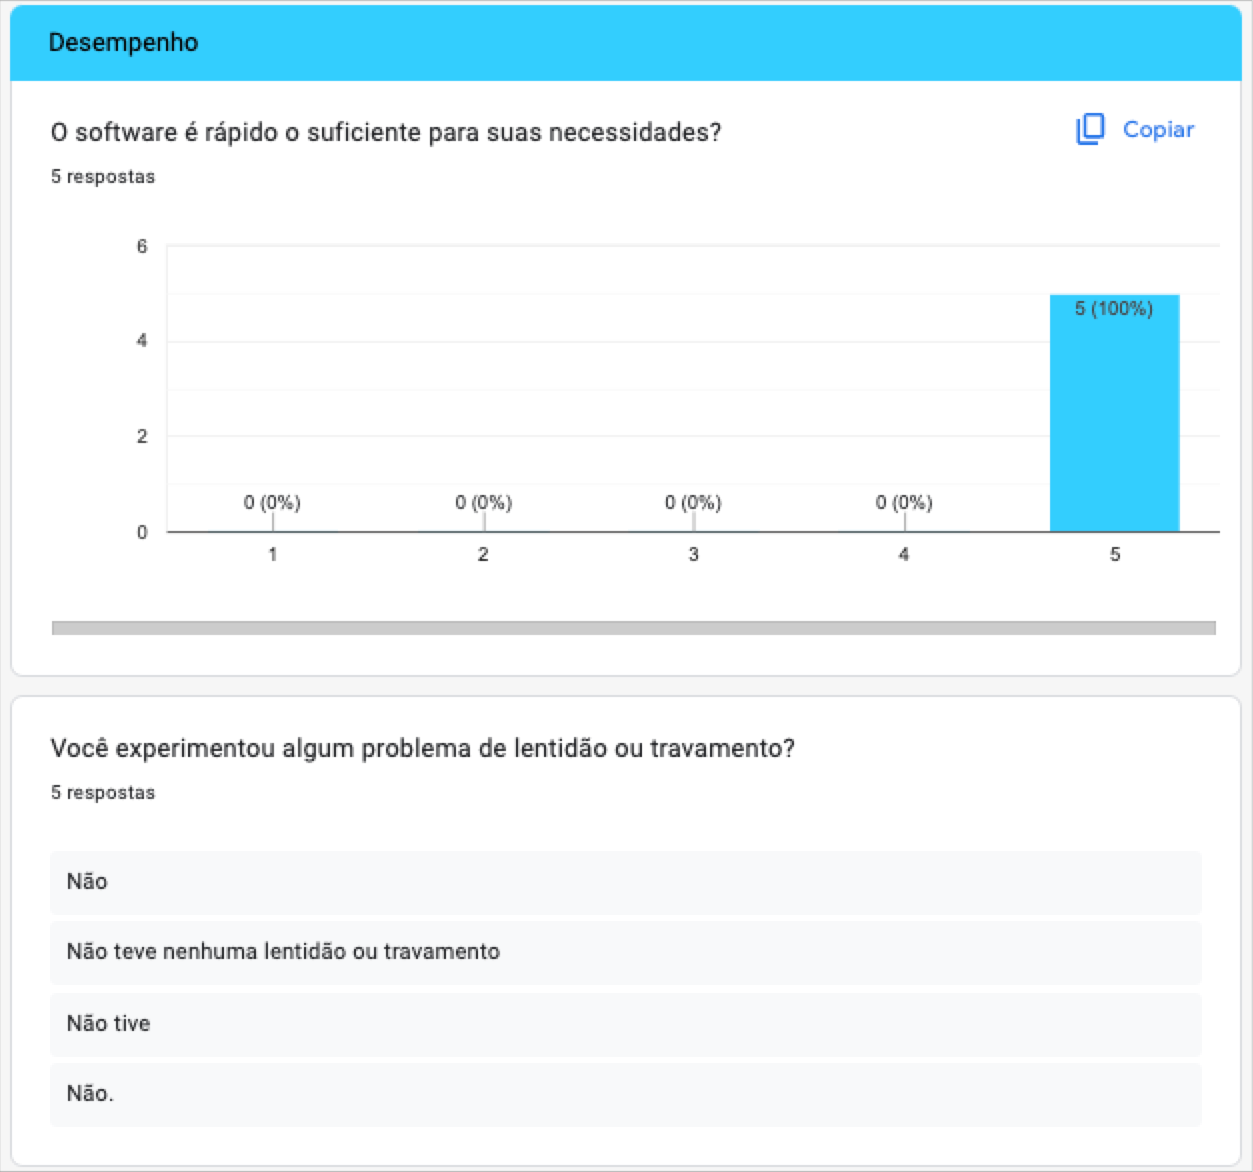 Desempenho
O software é rápido o suficiente para suas necessidades?
Copiar
5 respostas
6
4
2
0
0 (0%)
0 (0%)
0 (0%)
0 (0%)
5 (100%)
1
2
3
4
5
Você experimentou algum problema de lentidão ou travamento?
5 respostas
Não
Não teve nenhuma lentidão ou travamento
Não tive
Não.